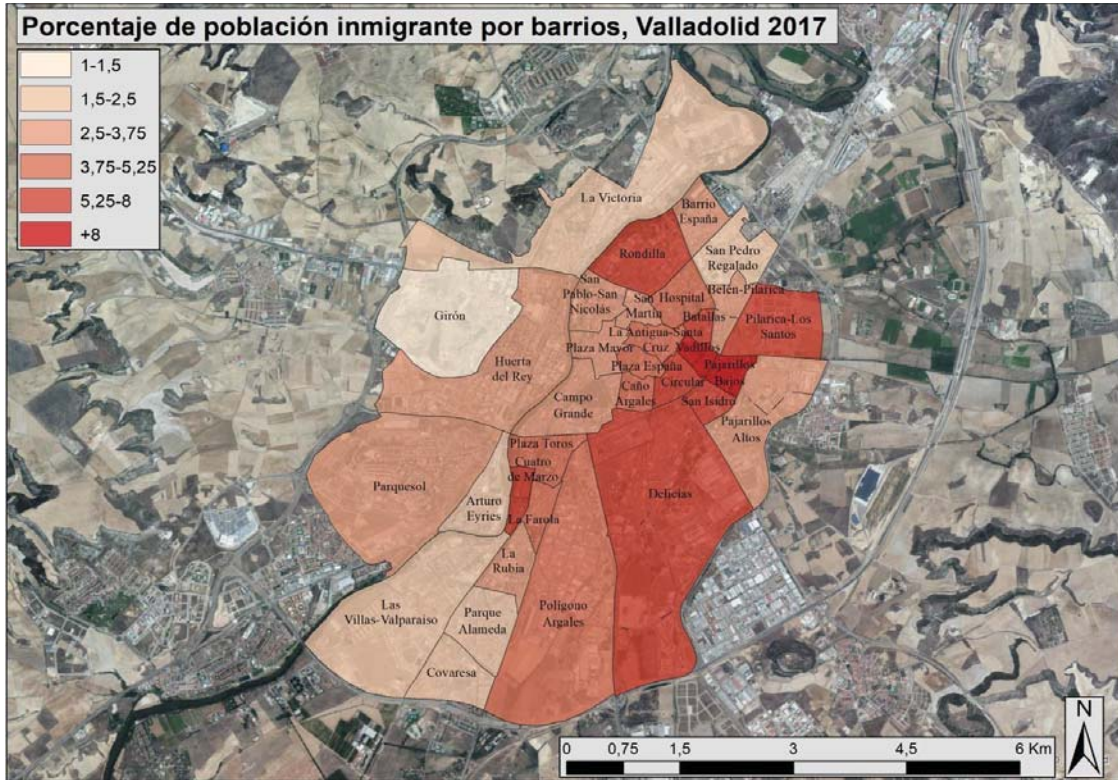 Porcentaje de población inmigrante por barrios, Valladolid 2017
1-1,5
1,5-2,5
2,5-3,75
3,75-5,25
5,25-8
+8
La Victoria
Barrio
España
Rondilla
San Pedro
Regalado
San
Pablo-San
Nicolás
San
Martín
Hospital
Belén-Pilarica
Girón
Batallas
Pilarica-Los
Santos
La Antigua-Santa
Cruz
Plaza Mayor
Vadillos
Huerta
del Rey
Plaza España
Pajarillos
Bajos
Caño
Argales
Circular
Campo
Grande
San Isidro
Pajarillos
Altos
Plaza Toros
Cuatro
de Marzo
Parquesol
Arturo
Eyries
Delicias
La Farola
La
Rubia
Las
Villas-Valparaiso
Parque
Alameda
Polígono
Argales
Covaresa
N
0 0,75 1,5 3 4,5 6 Km